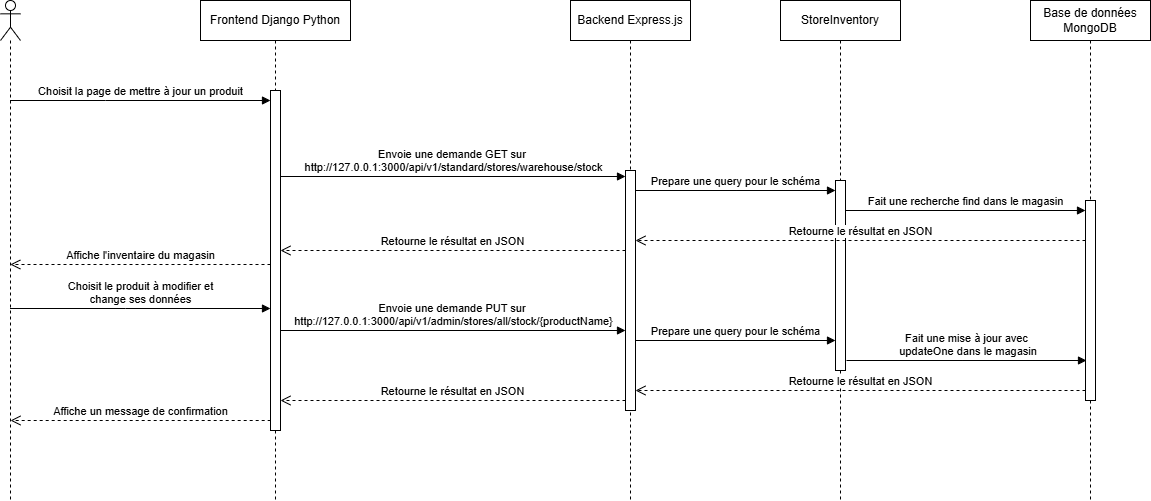 Frontend Django Python
Backend Express.js
StoreInventory
Base de données
MongoDB
Choisit la page de mettre à jour un produit
Envoie une demande GET sur
http://127.0.0.1:3000/api/v1/standard/stores/warehouse/stock
Prepare une query pour le schéma
Fait une recherche find dans le magasin
Retourne le résultat en JSON
Retourne le résultat en JSON
Affiche l'inventaire du magasin
Choisit le produit à modifier et
change ses données
Envoie une demande PUT sur
http://127.0.0.1:3000/api/v1/admin/stores/all/stock/{productName}
Prepare une query pour le schéma
Fait une mise à jour avec
updateOne dans le magasin
Retourne le résultat en JSON
Retourne le résultat en JSON
Affiche un message de confirmation